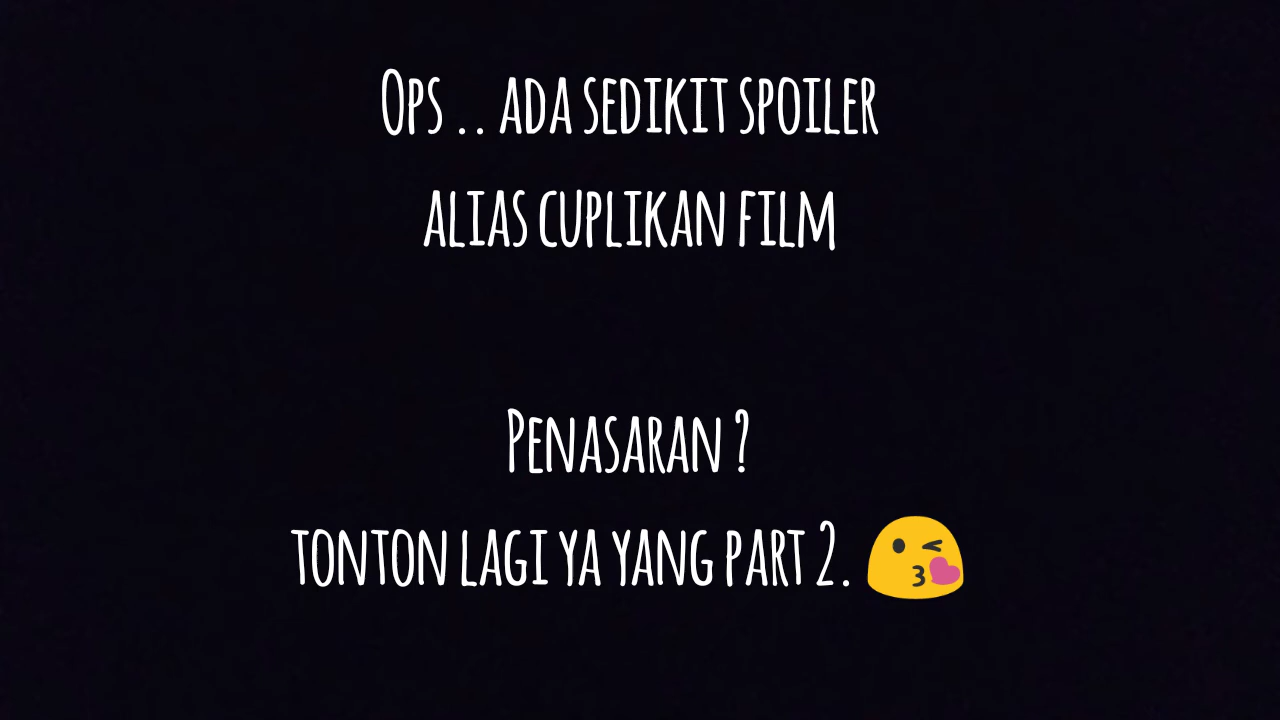 Ops .. ada sedikit spoiler
alias cuplikan film
Penasaran ?
tonton lagi ya yang part 2. 😘